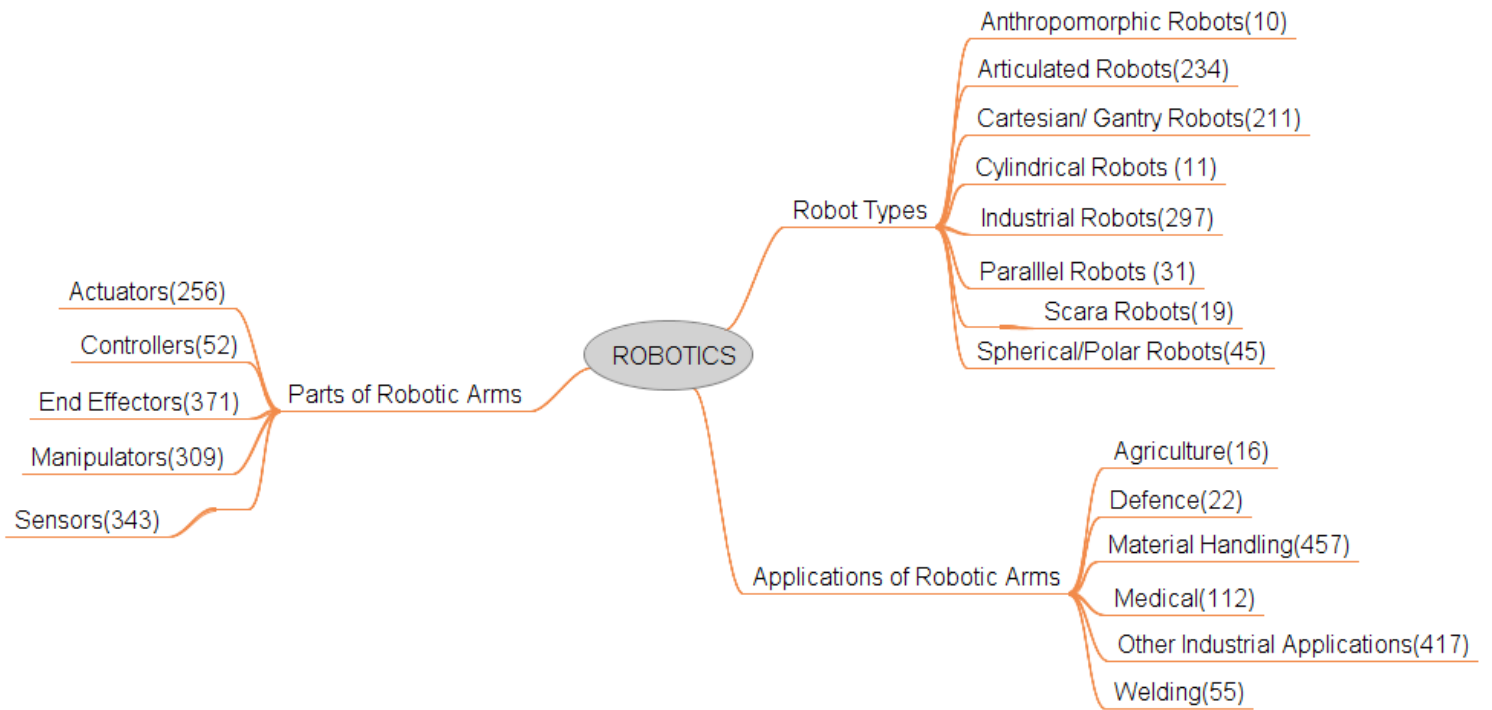 Anthropomorphic Robots(10)
Articulated Robots(234)
Cartesian/ Gantry Robots(211)
Cylindrical Robots (11)
Robot Types
Industrial Robots(297)
Paralllel Robots (31)
Scara Robots(19)
Spherical/Polar Robots(45)
ROBOTICS
Actuators(256)
Controllers(52)
Parts of Robotic Arms
End Effectors(371)
Manipulators(309)
Sensors(343)
Agriculture(16)
Defence(22)
Material Handling(457)
Applications of Robotic Arms
Medical(112)
Other Industrial Applications(417)
Welding(55)